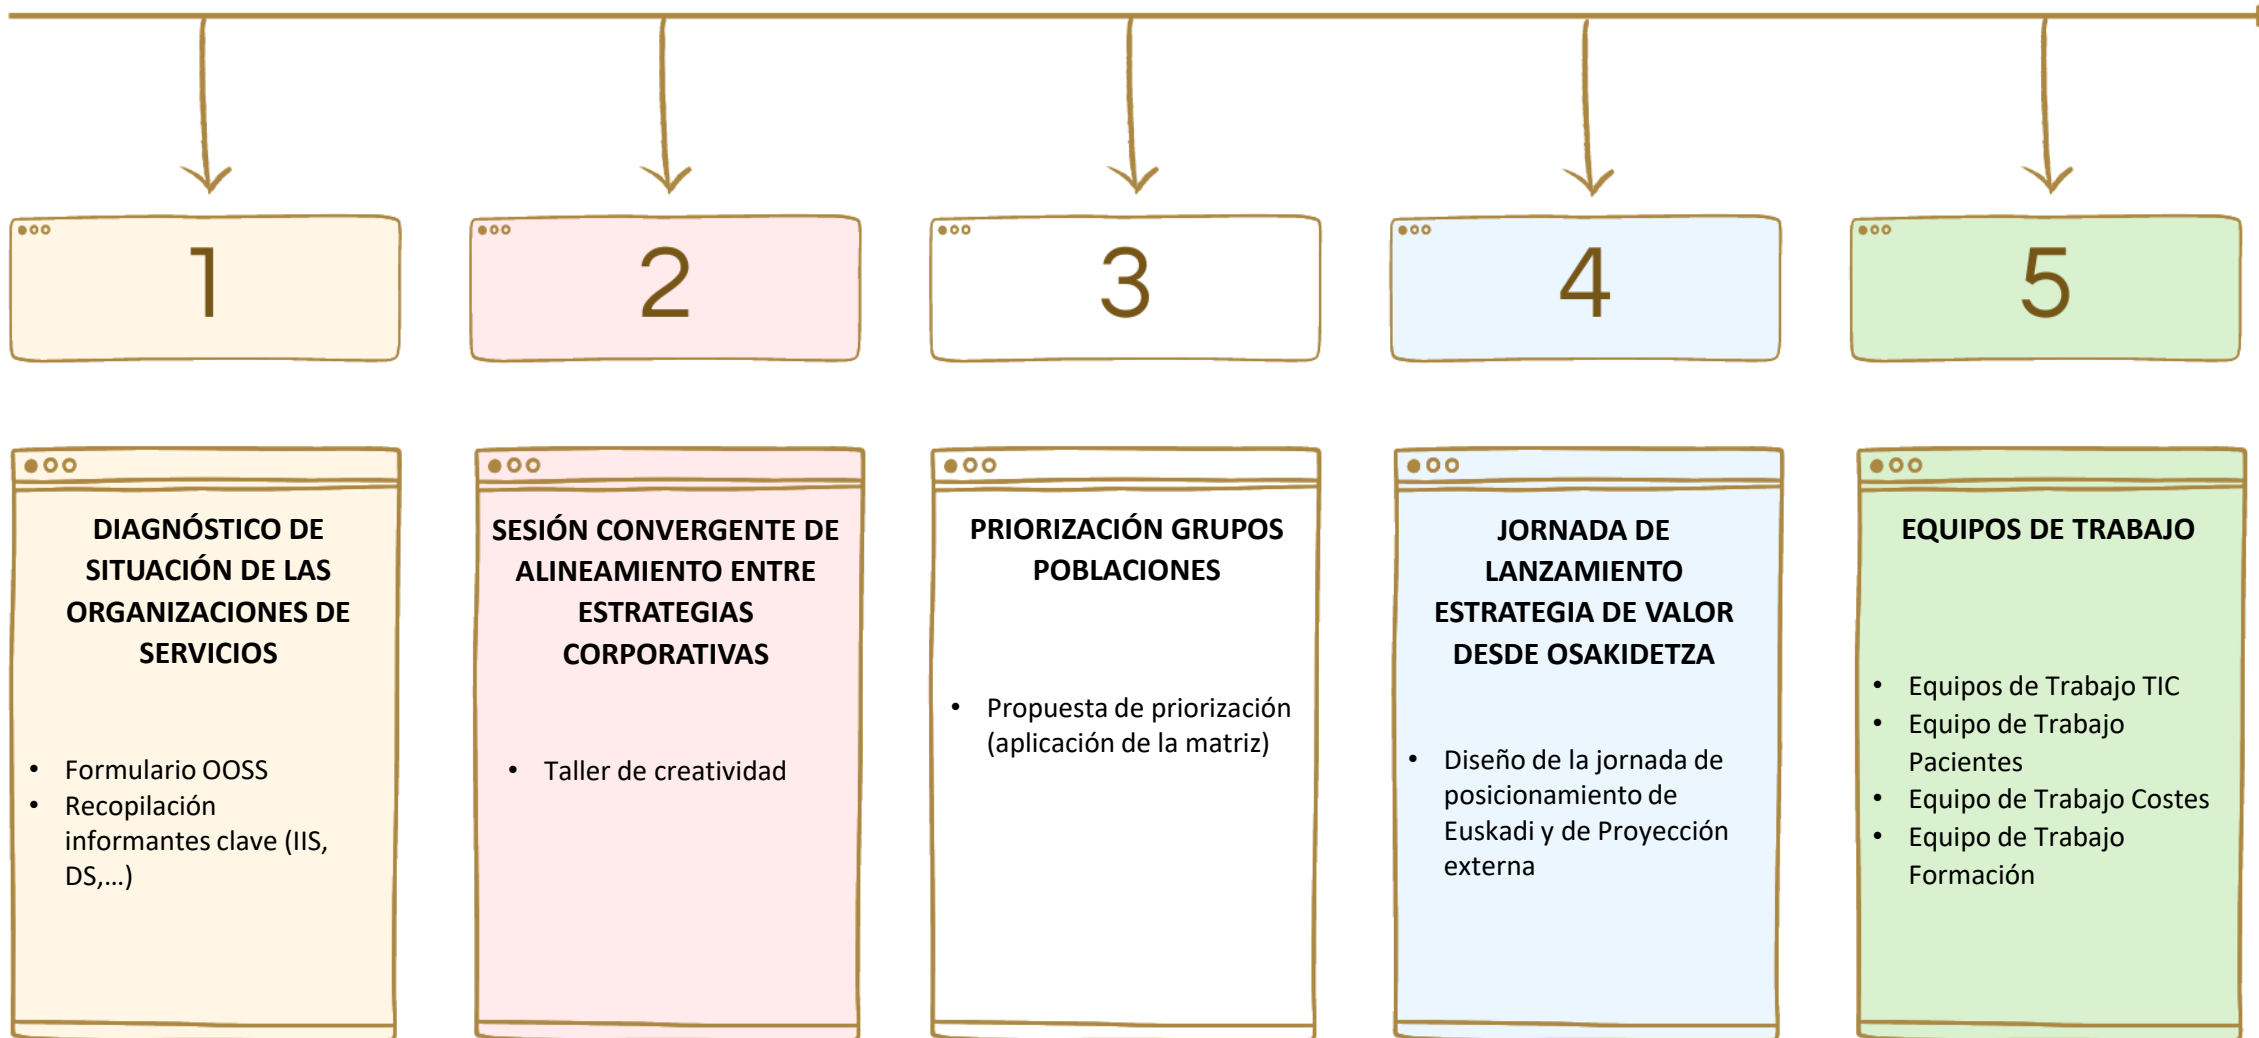 1
DIAGNÓSTICO DE
SITUACIÓN DE LAS
ORGANIZACIONES DE
SERVICIOS
• Formulario OOSS
• Recopilación
informantes clave (IIS,
DS,...)
2
SESIÓN CONVERGENTE DE
ALINEAMIENTO ENTRE
ESTRATEGIAS
CORPORATIVAS
• Taller de creatividad
3
PRIORIZACIÓN GRUPOS
POBLACIONES
• Propuesta de priorización
(aplicación de la matriz)
4
JORNADA DE
LANZAMIENTO
ESTRATEGIA DE VALOR
DESDE OSAKIDETZA
• Diseño de la jornada de
posicionamiento de
Euskadi y de Proyección
externa
5
EQUIPOS DE TRABAJO
• Equipos de Trabajo TIC
• Equipo de Trabajo
Pacientes
• Equipo de Trabajo Costes
• Equipo de Trabajo
Formación